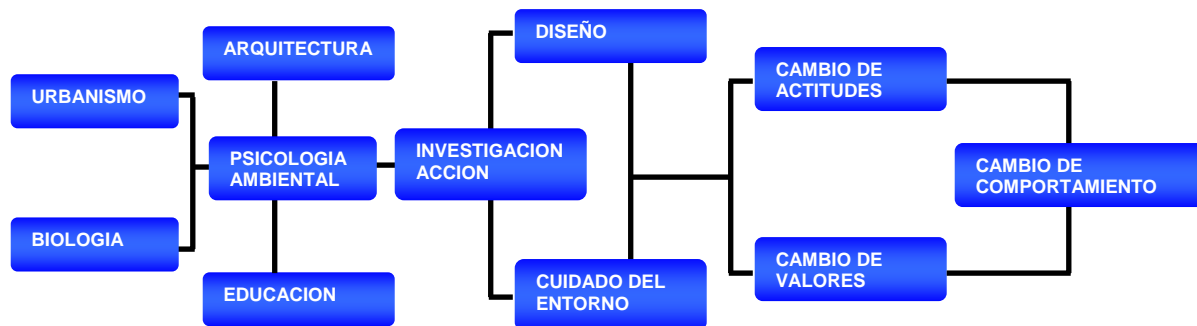 ARQUITECTURA
URBANISMO
PSICOLOGIA
AMBIENTAL
BIOLOGIA
EDUCACION
INVESTIGACION
ACCION
DISEÑO
CUIDADO DEL
ENTORNO
CAMBIO DE
ACTITUDES
CAMBIO DE
VALORES
CAMBIO DE
COMPORTAMIENTO